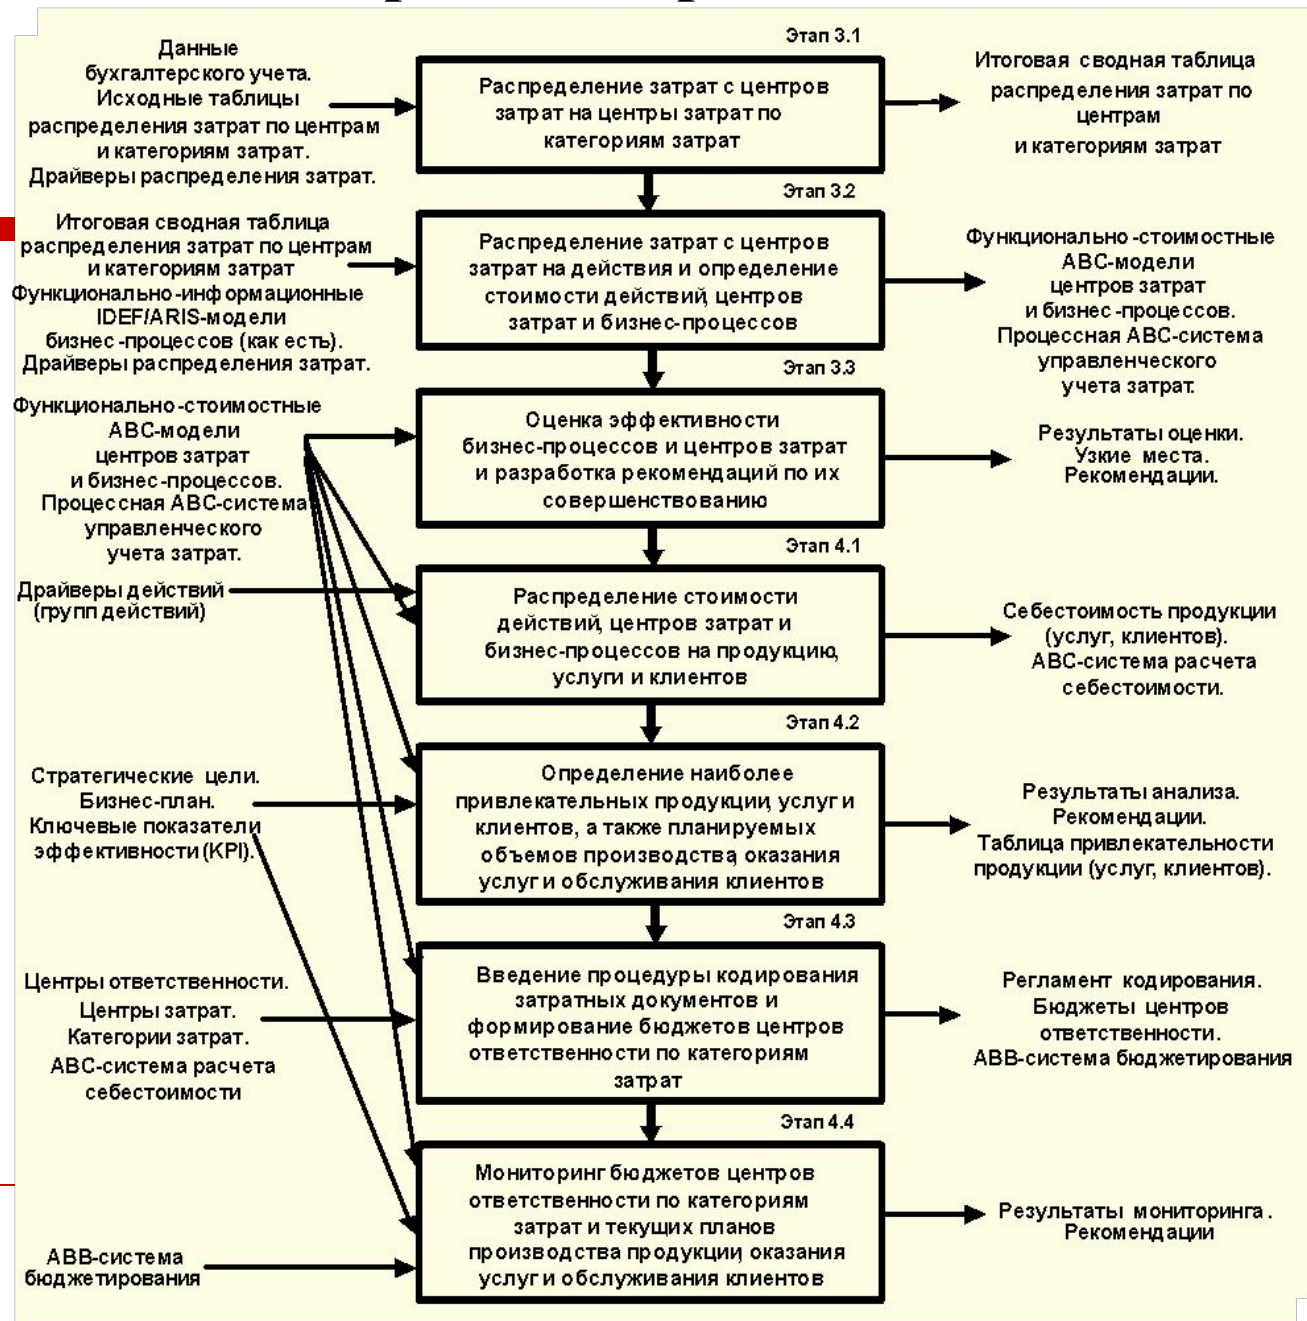 Этап 3.1
Данные
бухгалтерского учета.
Исходные таблицы
распределения затрат по центрам
и категориям затрат.
Драйверы распределения затрат.
Распределение затрат с центров
затрат на центры затрат по
категориям затрат
Итоговая сводная таблица
распределения затрат по
центрам
и категориям затрат
Этап 3.2
Итоговая сводная таблица
распределения затрат по центрам
и категориям затрат
Функционально-информационные
IDEF/ARIS-модели
бизнес-процессов (как есть).
Драйверы распределения затрат.
Распределение затрат с центров
затрат на действия и определение
стоимости действий, центров
затрат и бизнес-процессов
Функционально-стоимостные
АВС-модели
центров затрат
и бизнес-процессов.
Процессная АВС-система
управленческого
учета затрат.
Этап 3.3
Функционально-стоимостные
АВС-модели
центров затрат
и бизнес-процессов.
Процессная АВС-система
управленческого
учета затрат.
Оценка эффективности
бизнес-процессов и центров затрат
и разработка рекомендаций по их
совершенствованию
Результаты оценки.
Узкие места.
Рекомендации.
Этап 4.1
Драйверы действий
(групп действий)
Распределение стоимости
действий, центров затрат и
бизнес-процессов на продукцию,
услуги и клиентов
Себестоимость продукции
(услуг, клиентов).
АВС-система расчета
себестоимости.
Этап 4.2
Стратегические цели.
Бизнес-план.
Ключевые показатели
эффективности (KPI).
Определение наиболее
привлекательных продукции, услуг и
клиентов, а также планируемых
объемов производства, оказания
услуг и обслуживания клиентов
Результаты анализа.
Рекомендации.
Таблица привлекательности
продукции (услуг, клиентов).
Этап 4.3
Центры ответственности.
Центры затрат.
Категории затрат.
АВС-система расчета
себестоимости
Введение процедуры кодирования
затратных документов и
формирование бюджетов центров
ответственности по категориям
затрат
Регламент кодирования.
Бюджеты центров
ответственности.
АВВ-система бюджетирования
Этап 4.4
АВВ-система
бюджетирования
Мониторинг бюджетов центров
ответственности по категориям
затрат и текущих планов
производства продукции, оказания
услуг и обслуживания клиентов
Результаты мониторинга.
Рекомендации